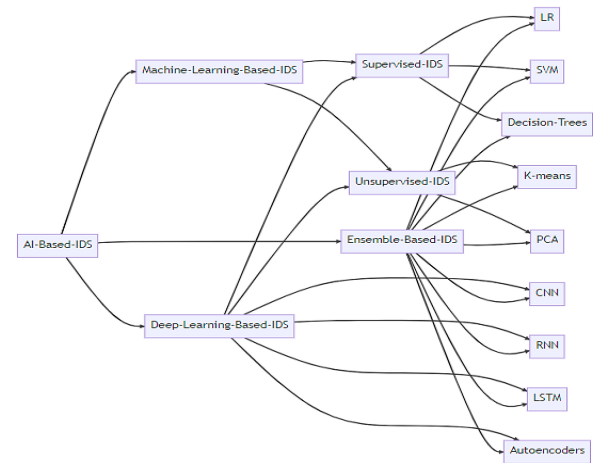 LR
Machine-Learning-Based-IDS
Supervised-IDS
SVM
Decision-Trees
Unsupervised-IDS
K-means
AI-Based-IDS
Ensemble-Based-IDS
PCA
CNN
Deep-Learning-Based-IDS
RNN
LSTM
Autoencoders